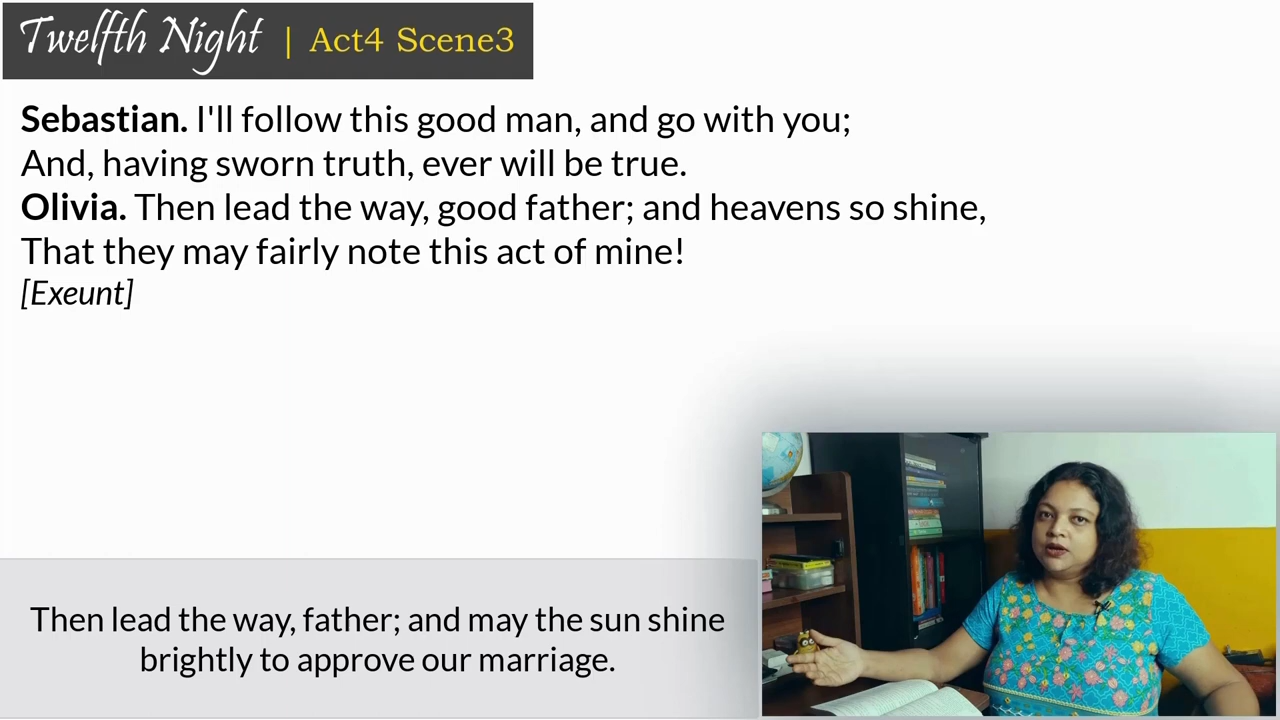 Twelfth Night | Act4 Scene3
Sebastian. I'll follow this good man, and go with you;
And, having sworn truth, ever will be true.
Olivia. Then lead the way, good father; and heavens so shine,
That they may fairly note this act of mine!
[Exeunt]
Then lead the way, father; and may the sun shine
brightly to approve our marriage.